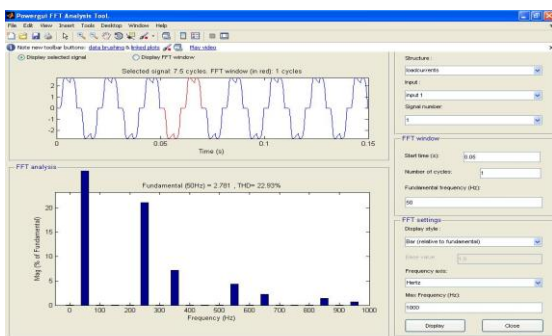 Powergui FFT Analysis Tool.
File Edit View Insert Tools Desktop Window Help
Note new toolbar buttons: data brushing & linked plots Play video
Display selected signal Display FFT window
Selected signal: 7.5 cycles. FFT window (in red): 1 cycles
2
1
0
-1
-2
0 0.05 0.1 0.15
Time (s)
FFT analysis
Fundamental (50Hz) = 2.781 , THD= 22.93%
20
15
10
5
0
Mag (% of Fundamental)
0 100 200 300 400 500 600 700 800 900 1000
Frequency (Hz)
Structure :
loadcurrents
Input :
input 1
Signal number:
1
FFT window
Start time (s):
Number of cycles: 1
Fundamental frequency (Hz):
50
FFT settings
Display style :
Bar (relative to fundamental)
Base value:
Frequency axis:
Hertz
Max Frequency (Hz):
1000
Display Close